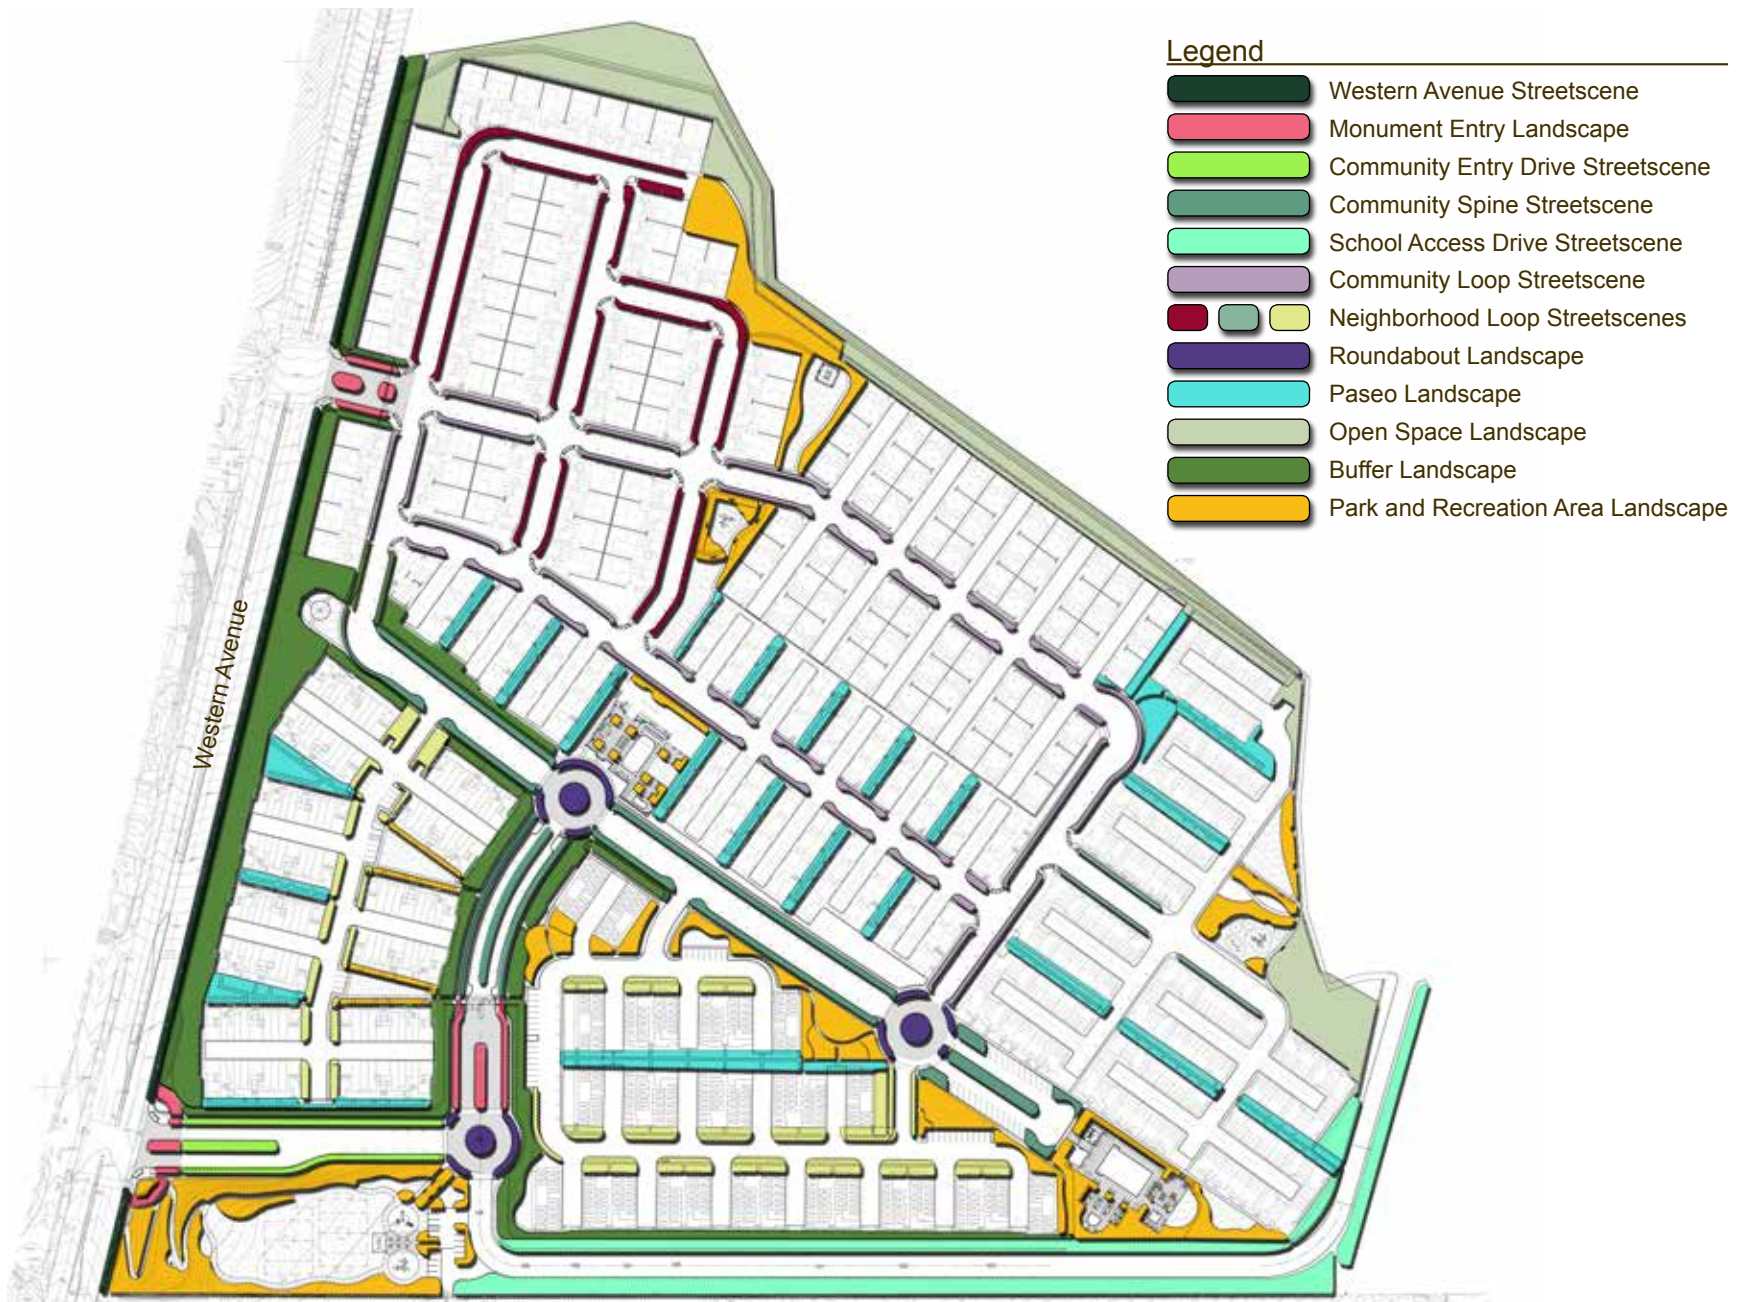 Legend
Western Avenue Streetscene
Monument Entry Landscape
Community Entry Drive Streetscene
Community Spine Streetscene
School Access Drive Streetscene
Community Loop Streetscene
Neighborhood Loop Streetscenes
Roundabout Landscape
Paseo Landscape
Open Space Landscape
Buffer Landscape
Park and Recreation Area Landscape
Western Avenue